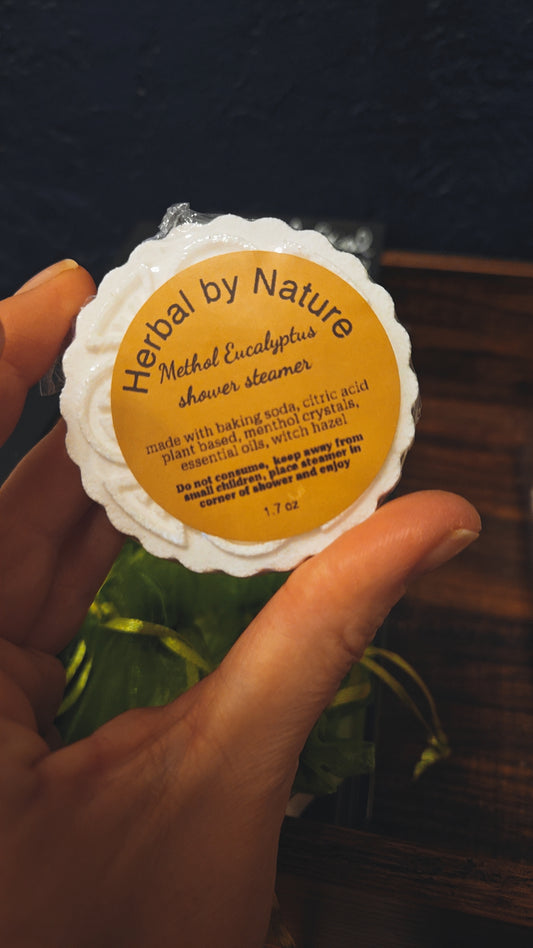 Herbal by Nature
Methol Eucalyptus
shower steamer
made with baking soda, citric acid
plant based, menthol crystals,
essential oils, witch hazel
Do not consume, keep away from
small children, place steamer in
corner of shower and enjoy
1.7 oz